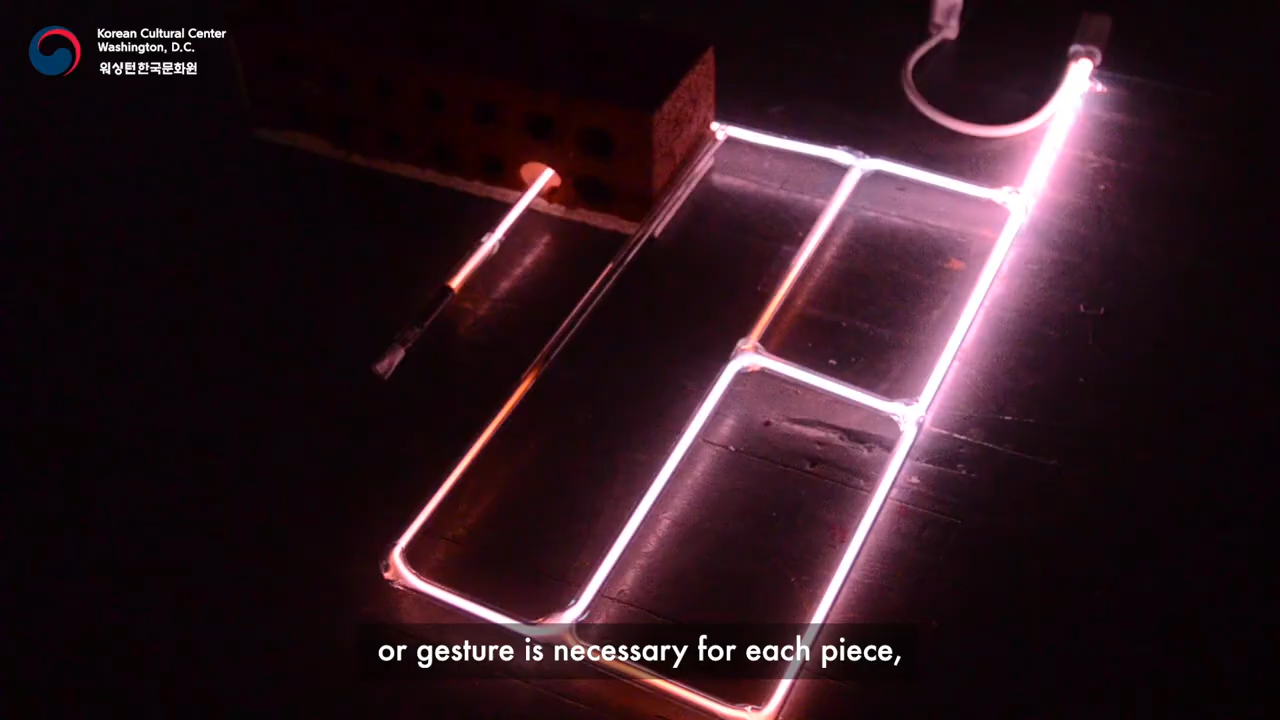 Korean Cultural Center
Washington, D.C.
워싱턴한국문화원
or gesture is necessary for each piece,